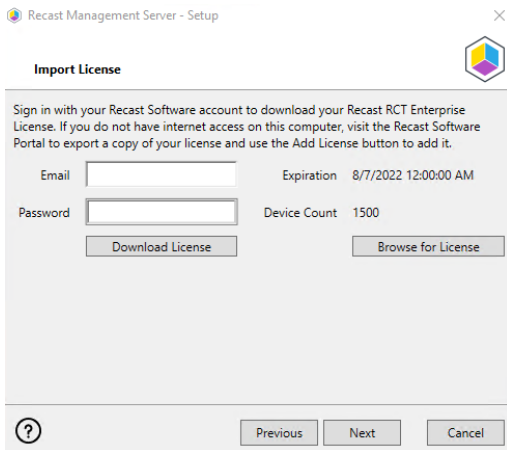 Recast Management Server - Setup
Import License
Sign in with your Recast Software account to download your Recast RCT Enterprise
License. If you do not have internet access on this computer, visit the Recast Software
Portal to export a copy of your license and use the Add License button to add it.
Email Expiration 8/7/2022 12:00:00 AM
Password Device Count 1500
Download License Browse for License
? Previous Next Cancel